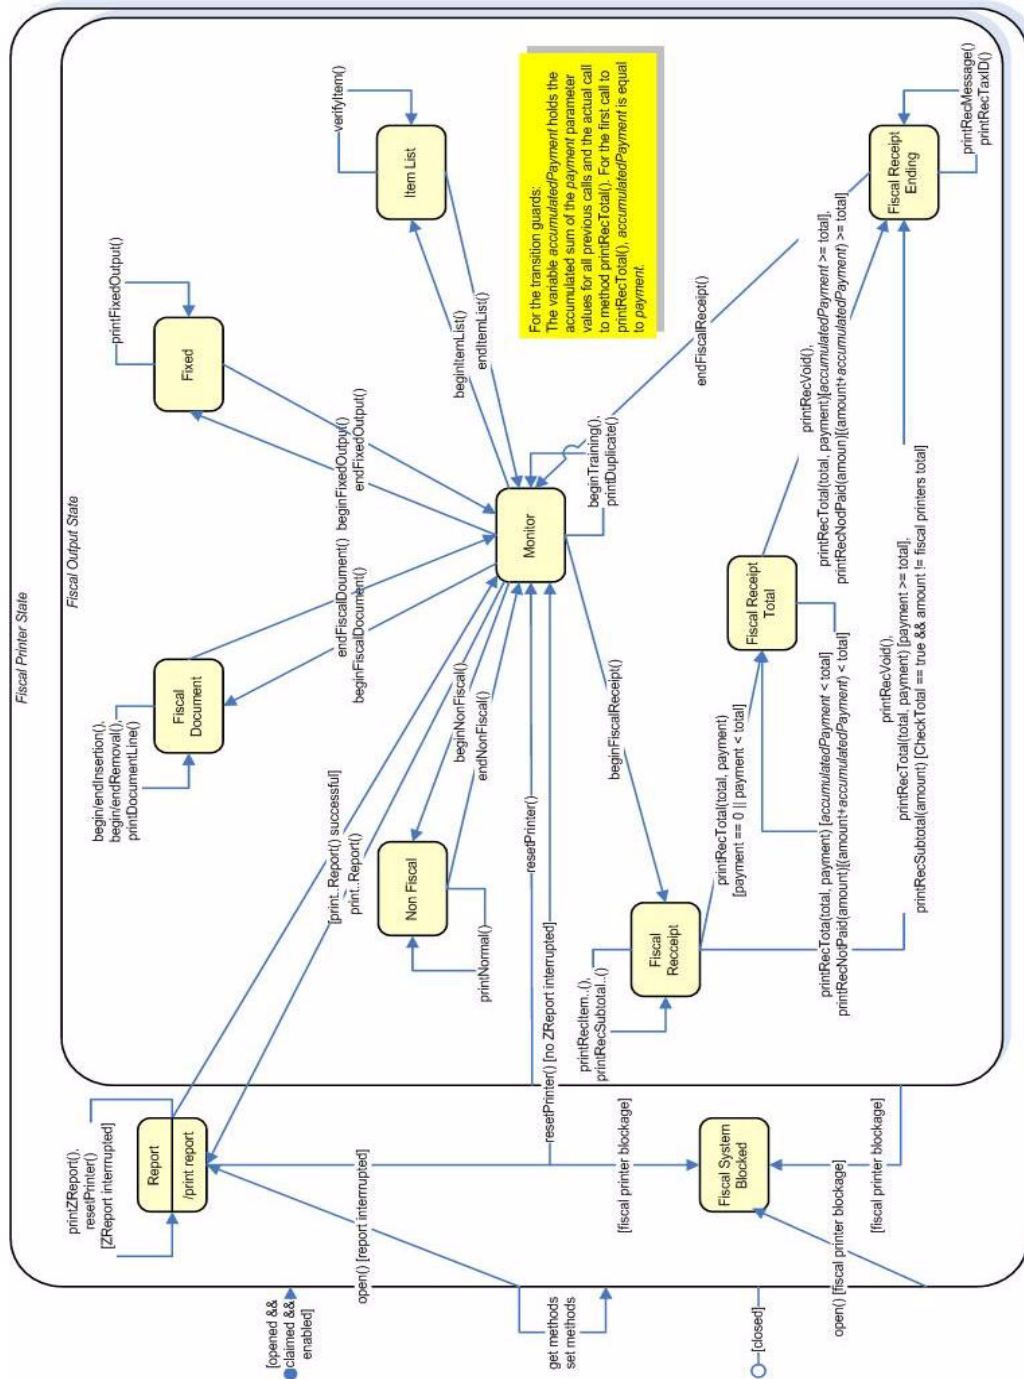 Fiscal Printer State
Fiscal Output State
begin/endInsertion(),
begin/endRemoval(),
printDocumentLine()
Fiscal
Document
printFixedOutput()
Fixed
verifyItem()
Item List
endFiscalDoument()
beginFiscalDocument()
beginFixedOutput()
endFixedOutput()
beginItemList()
endItemList()
For the transition guards:
The variable accumulatedPayment holds the
accumulated sum of the payment parameter
values for all previous calls and the actual call
to method printRecTotal(). For the first call to
printRecTotal(), accumulatedPayment is equal
to payment.
printZReport(),
resetPrinter()
[ZReport interrrupted]
Report
/print report
[print..Report() successful]
print..Report()
Non Fiscal
printNormal()
beginNonFiscal()
endNonFiscal()
Monitor
beginTraining(),
printDuplicate()
endFiscalReceipt()
[opened &&
claimed &&
enabled]
open() [report interrrupted]
resetPrinter()
resetPrinter() [no ZReport interrupted]
beginFiscalReceipt()
get methods
set methods
[fiscal printer blockage]
printRecItem..(),
printRecSubtotal..()
Fiscal
Recceipt
printRecTotal(total, payment)
[payment == 0 || payment < total]
Fiscal Receipt
Total
printRecVoid(),
printRecTotal(total, payment)[accumulatedPayment >= total],
printRecNodPaid(amoun)[(amount+accumulatedPayment) >= total]
Fiscal Receipt
Ending
printRecMessage()
printRecTaxID()
Fiscal System
Blocked
[closed]
open() [fiscal printer blockage]
[fiscal printer blockage]
printRecTotal(total, payment) [accumulatedPayment < total]
printRecNotPaid(amount)[(amount+accumulatedPayment) < total]
printRecVoid(),
printRecTotal(total, payment) [payment >= total],
printRecSubtotal(amount) [CheckTotal == true && amount != fiscal printers total]